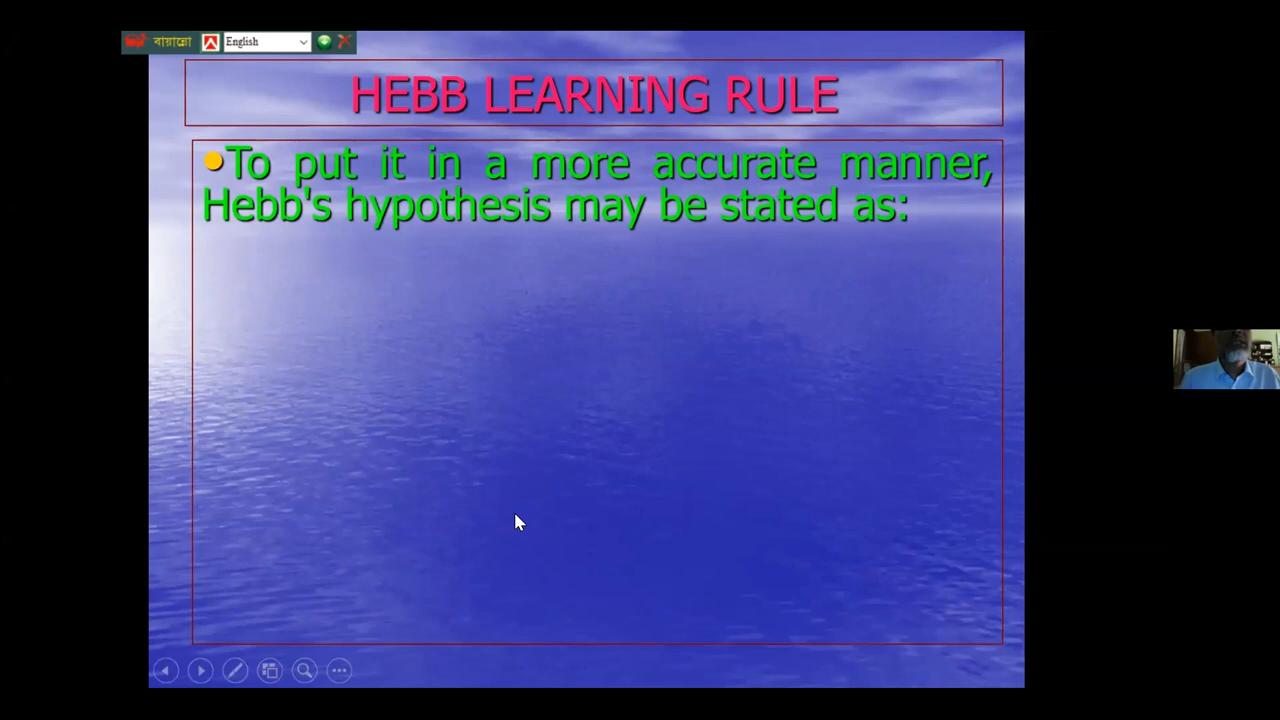 বায়ান্নো English
HEBB LEARNING RULE
To put it in a more accurate manner,
Hebb's hypothesis may be stated as: